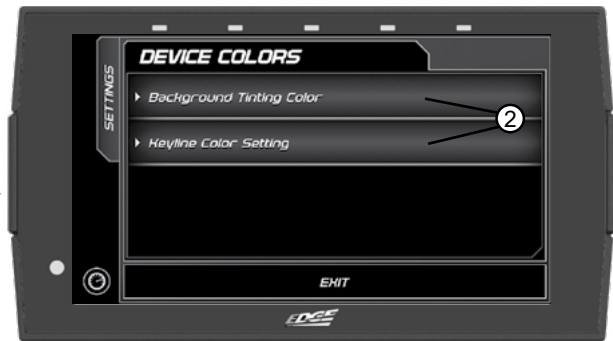 SETTINGS
DEVICE COLORS
Background Tinting Color
2
Keyline Color Setting
EXIT
EDGE